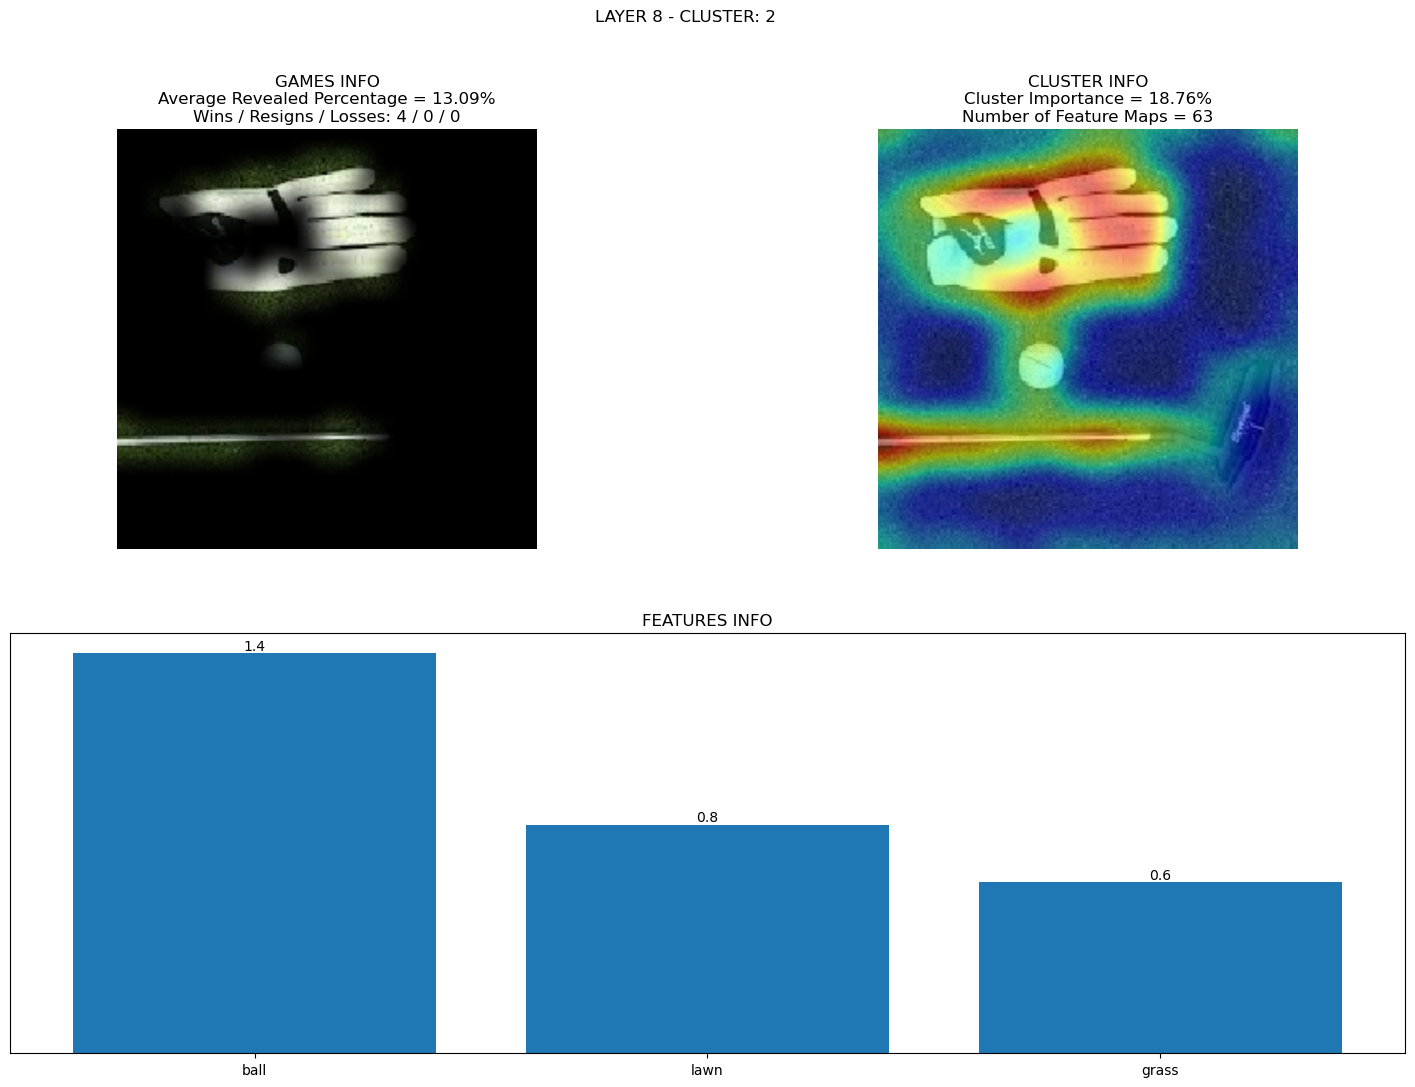 LAYER 8 - CLUSTER: 2
GAMES INFO
Average Revealed Percentage = 13.09%
Wins / Resigns / Losses: 4 / 0 / 0
CLUSTER INFO
Cluster Importance = 18.76%
Number of Feature Maps = 63
FEATURES INFO
1.4
0.8
0.6
ball
lawn
grass